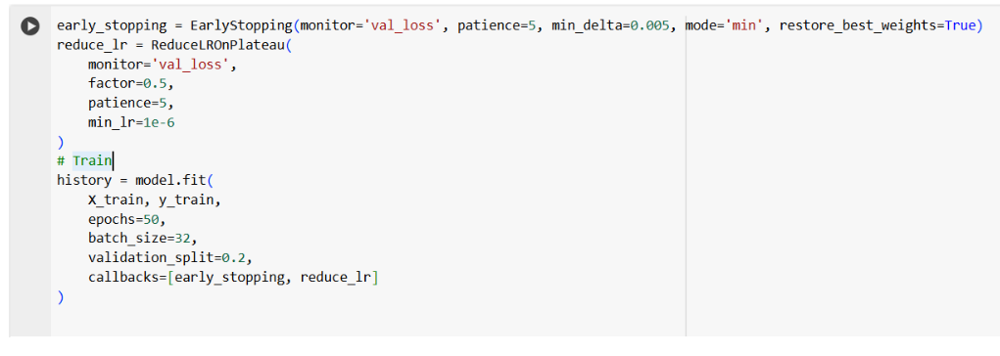 early_stopping = EarlyStopping(monitor='val_loss', patience=5, min_delta=0.005, mode='min', restore_best_weights=True)
reduce_lr = ReduceLROnPlateau(
    monitor='val_loss',
    factor=0.5,
    patience=5,
    min_lr=1e-6
)
# Train
history = model.fit(
    X_train, y_train,
    epochs=50,
    batch_size=32,
    validation_split=0.2,
    callbacks=[early_stopping, reduce_lr]
)